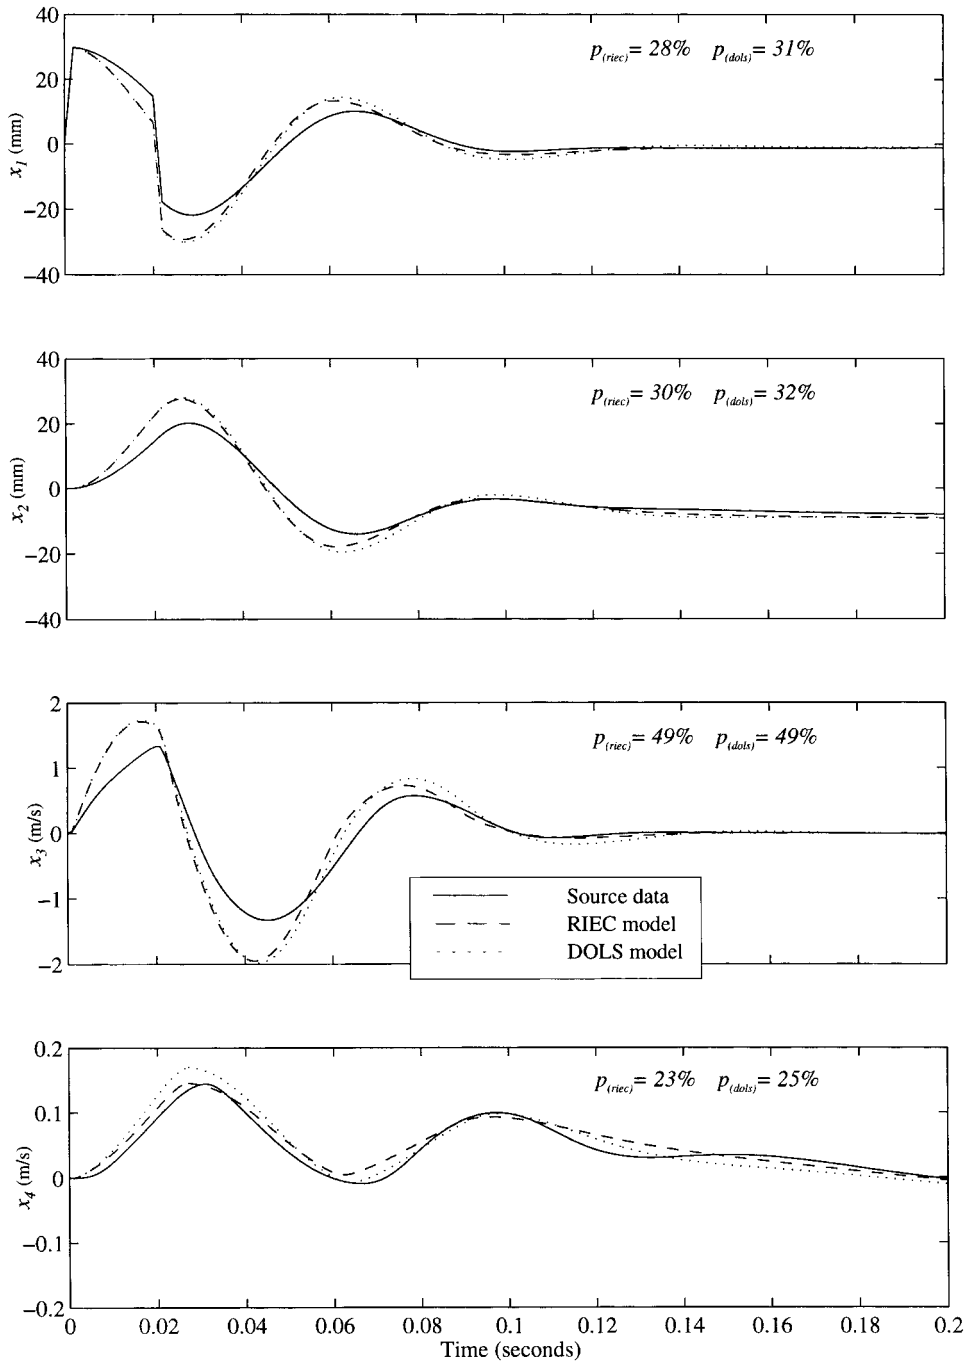 40
20
0
−20
−40
x1 (mm)
p(riec)= 28% p(dols)= 31%
40
20
0
−20
−40
x2 (mm)
p(riec)= 30% p(dols)= 32%
2
1
0
−1
−2
x3 (m/s)
p(riec)= 49% p(dols)= 49%
Source data
RIEC model
DOLS model
0.2
0.1
0
−0.1
−0.2
x4 (m/s)
p(riec)= 23% p(dols)= 25%
0 0.02 0.04 0.06 0.08 0.1 0.12 0.14 0.16 0.18 0.2
Time (seconds)